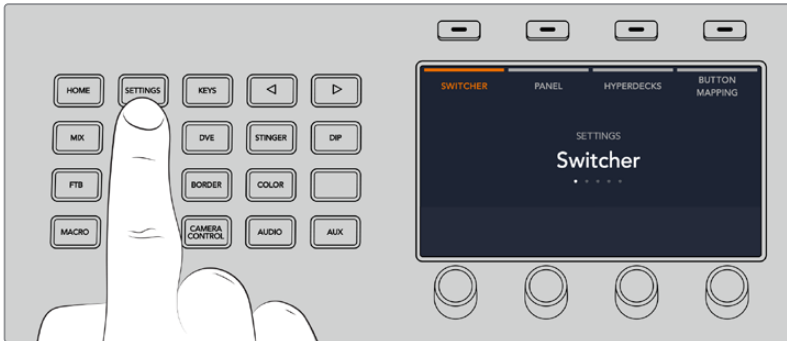 HOME
SETTINGS
KEYS
MIX
DVE
STINGER
DIP
FTB
BORDER
COLOR
MACRO
CAMERA
CONTROL
AUDIO
AUX
SWITCHER
PANEL
HYPERDECKS
BUTTON
MAPPING
SETTINGS
Switcher